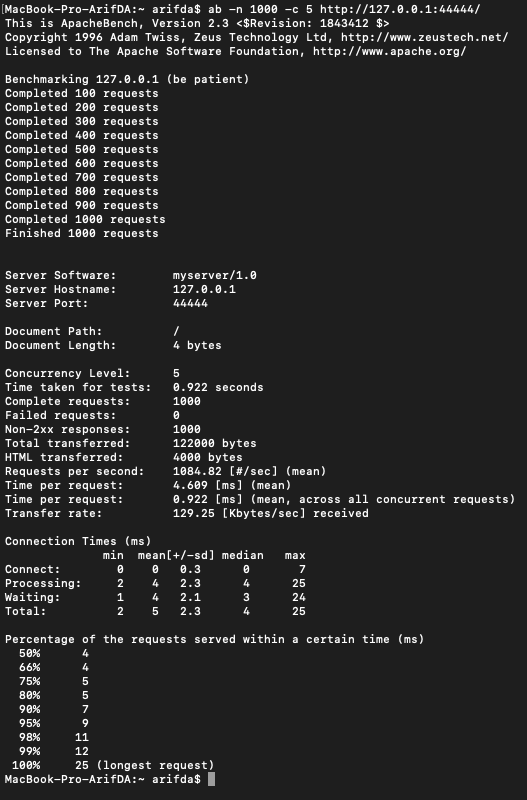 [MacBook-Pro-ArifDA:~ arifda$ ab -n 1000 -c 5 http://127.0.0.1:44444/
This is ApacheBench, Version 2.3 <$Revision: 1843412 $>
Copyright 1996 Adam Twiss, Zeus Technology Ltd, http://www.zeustech.net/
Licensed to The Apache Software Foundation, http://www.apache.org/

Benchmarking 127.0.0.1 (be patient)
Completed 100 requests
Completed 200 requests
Completed 300 requests
Completed 400 requests
Completed 500 requests
Completed 600 requests
Completed 700 requests
Completed 800 requests
Completed 900 requests
Completed 1000 requests
Finished 1000 requests


Server Software:        myserver/1.0
Server Hostname:        127.0.0.1
Server Port:            44444

Document Path:          /
Document Length:        4 bytes

Concurrency Level:      5
Time taken for tests:   0.922 seconds
Complete requests:      1000
Failed requests:        0
Non-2xx responses:      1000
Total transferred:      122000 bytes
HTML transferred:       4000 bytes
Requests per second:    1084.82 [#/sec] (mean)
Time per request:       4.609 [ms] (mean)
Time per request:       0.922 [ms] (mean, across all concurrent requests)
Transfer rate:          129.25 [Kbytes/sec] received

Connection Times (ms)
              min  mean[+/-sd] median   max
Connect:        0    0   0.3      0       7
Processing:     2    4   2.3      4      25
Waiting:        1    4   2.1      3      24
Total:          2    5   2.3      4      25

Percentage of the requests served within a certain time (ms)
  50%      4
  66%      4
  75%      5
  80%      5
  90%      7
  95%      9
  98%     11
  99%     12
 100%     25 (longest request)
MacBook-Pro-ArifDA:~ arifda$